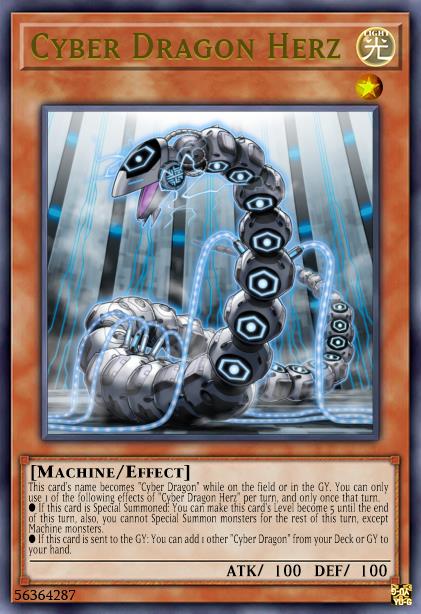 CYBER DRAGON HERZ
LIGHT
光
[MACHINE/EFFECT]
This card's name becomes "Cyber Dragon" while on the field or in the GY. You can only
use 1 of the following effects of "Cyber Dragon Herz" per turn, and only once that turn.
● If this card is Special Summoned: You can make this card's Level become 5 until the end
of this turn, also, you cannot Special Summon monsters for the rest of this turn, except
Machine monsters.
● If this card is sent to the GY: You can add 1 other "Cyber Dragon" from your Deck or GY to
your hand.
ATK/ 100 DEF/ 100
56364287